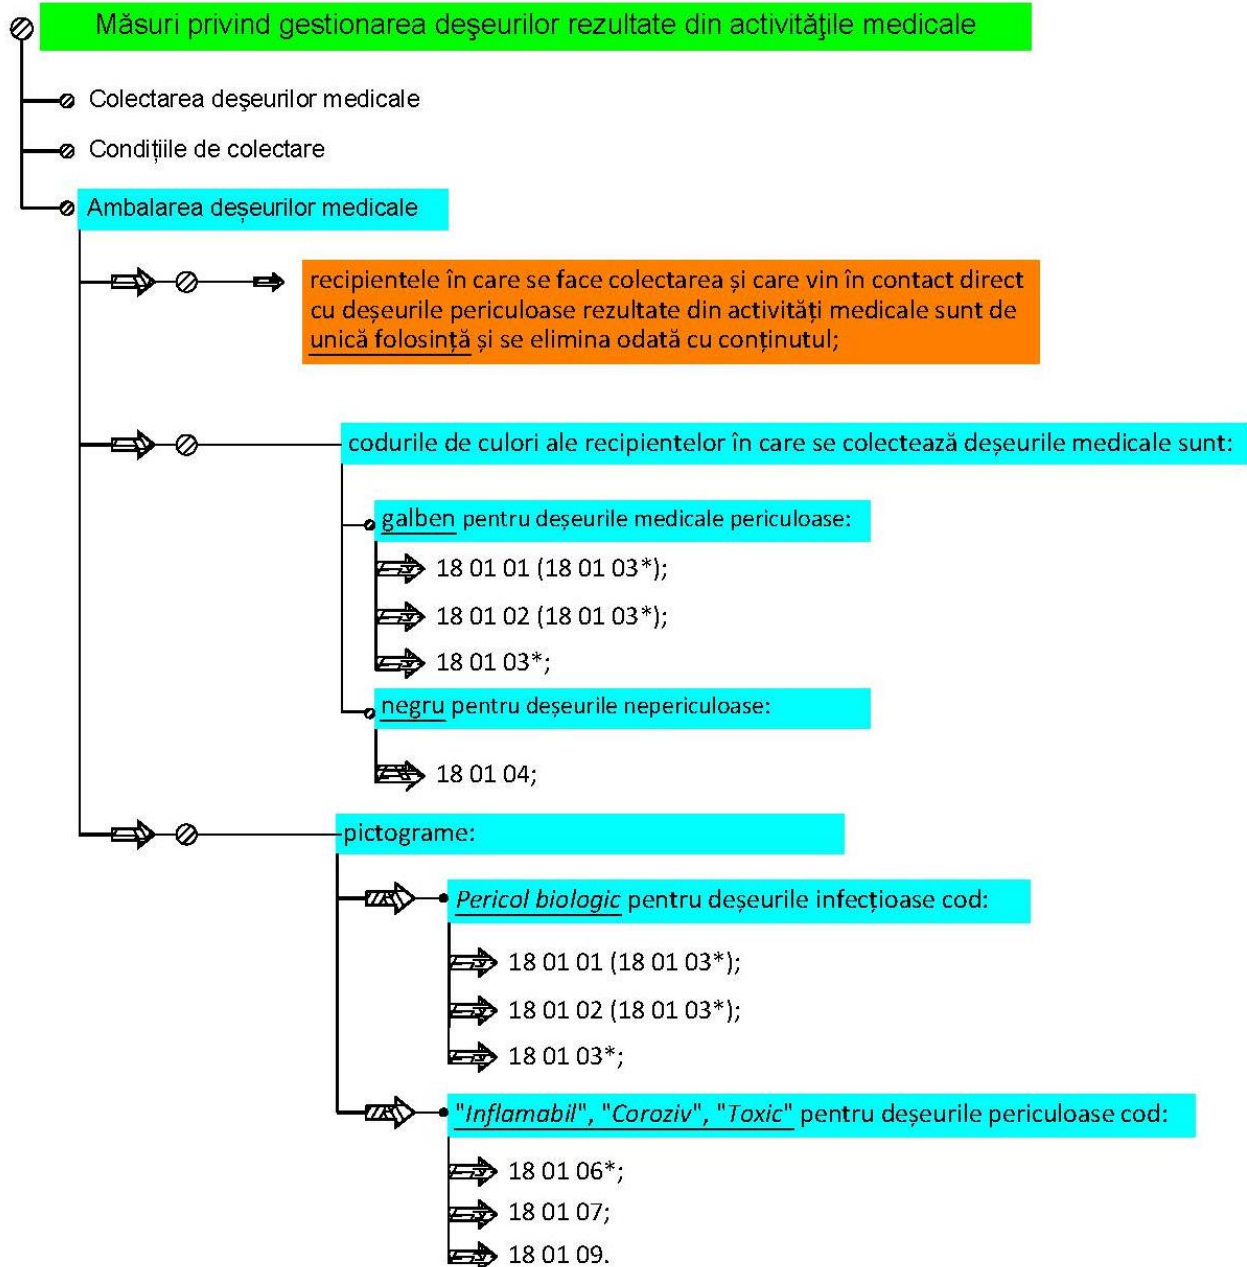 Măsuri privind gestionarea deşeurilor rezultate din activităţile medicale
Colectarea deşeurilor medicale
Condițiile de colectare
Ambalarea deșeurilor medicale
recipientele în care se face colectarea și care vin în contact direct
cu deșeurile periculoase rezultate din activități medicale sunt de
unică folosință și se elimina odată cu conținutul;
codurile de culori ale recipientelor în care se colectează deșeurile medicale sunt:
galben pentru deșeurile medicale periculoase:
18 01 01 (18 01 03*);
18 01 02 (18 01 03*);
18 01 03*;
negru pentru deșeurile nepericuloase:
18 01 04;
pictograme:
Pericol biologic pentru deșeurile infecțioase cod:
18 01 01 (18 01 03*);
18 01 02 (18 01 03*);
18 01 03*;
"Inflamabil", "Coroziv", "Toxic" pentru deșeurile periculoase cod:
18 01 06*;
18 01 07;
18 01 09.